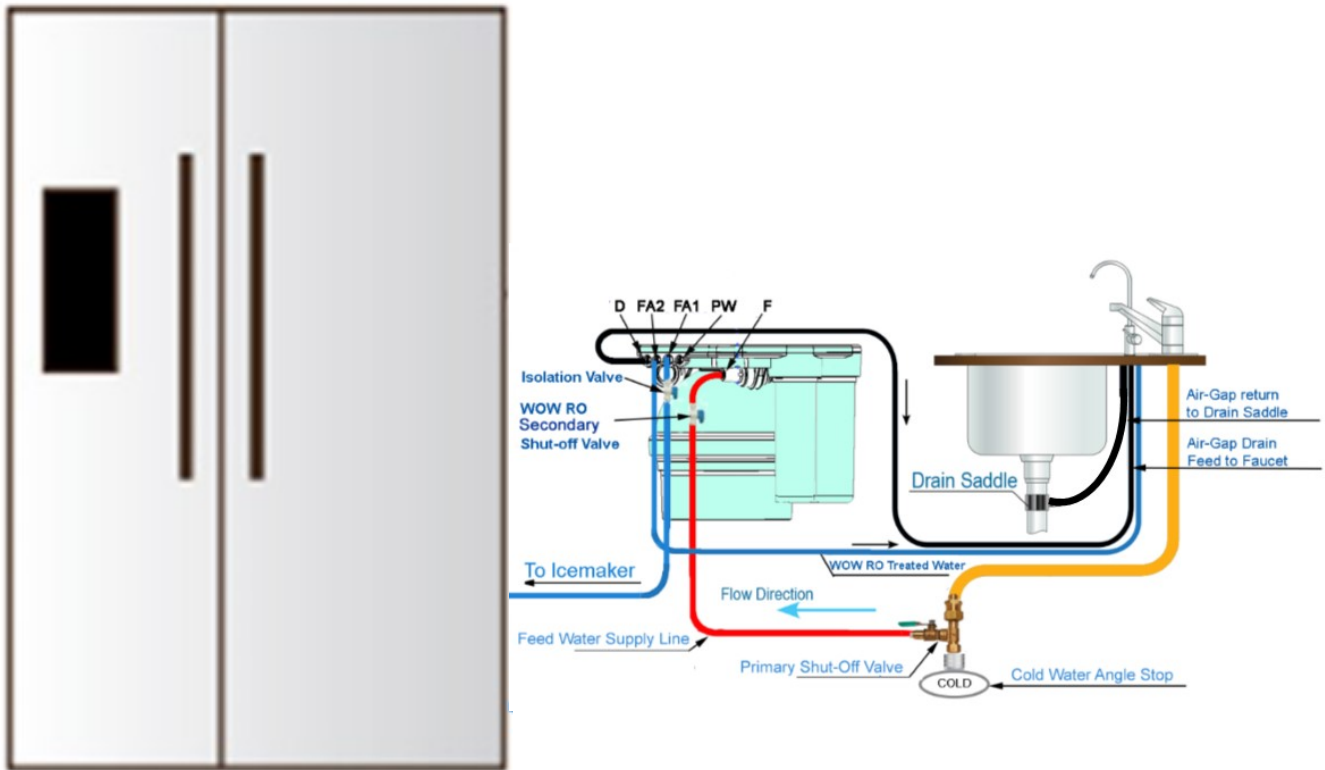 D FA2 FA1 PW F
Isolation Valve
WOW RO
Secondary
Shut-off Valve
Air-Gap return
to Drain Saddle
Air-Gap Drain
Feed to Faucet
Drain Saddle
To Icemaker
WOW RO Treated Water
Flow Direction
Feed Water Supply Line
Primary Shut-Off Valve
COLD
Cold Water Angle Stop